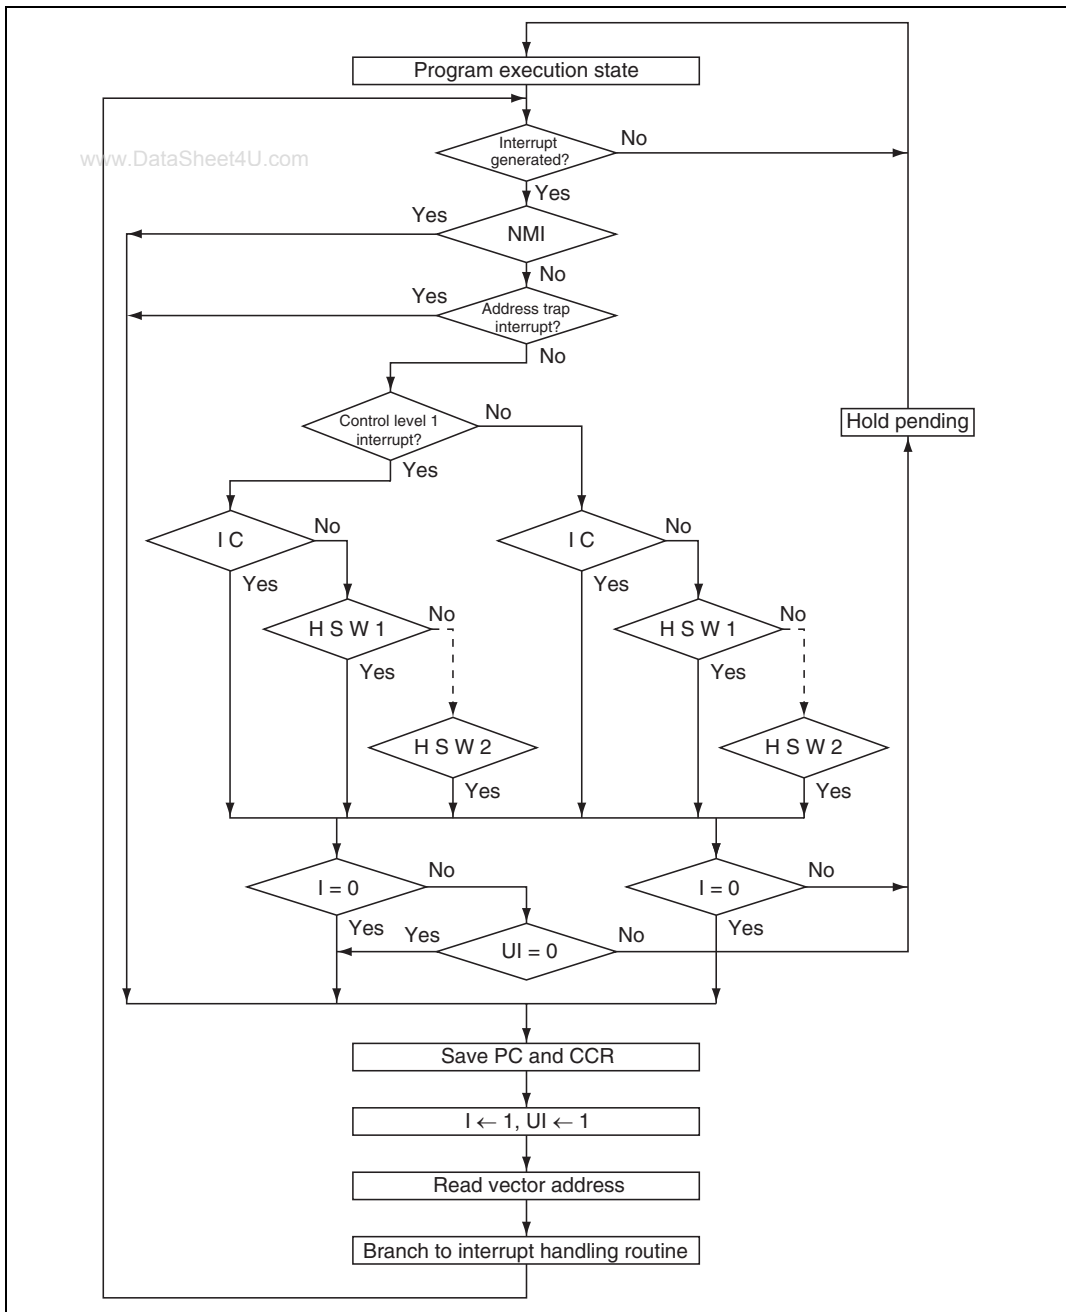 Program execution state
Interrupt
generated?
No
www.DataSheet4U.com
Yes
Yes
NMI
No
Yes
Address trap
interrupt?
No
Control level 1
interrupt?
No
Hold pending
Yes
I C
No
I C
No
Yes
Yes
H S W 1
No
H S W 1
No
Yes
Yes
H S W 2
H S W 2
Yes
Yes
I = 0
No
I = 0
No
Yes
Yes
UI = 0
No
Yes
Save PC and CCR
I ← 1, UI ← 1
Read vector address
Branch to interrupt handling routine